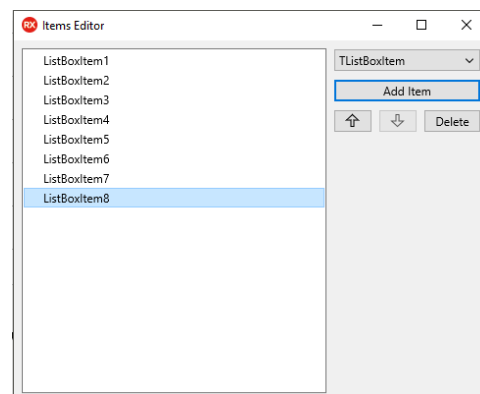 RX Items Editor
ListBoxItem1
TListBoxItem
ListBoxItem2
ListBoxItem3
Add Item
ListBoxItem4
Delete
ListBoxItem5
ListBoxItem6
ListBoxItem7
ListBoxItem8